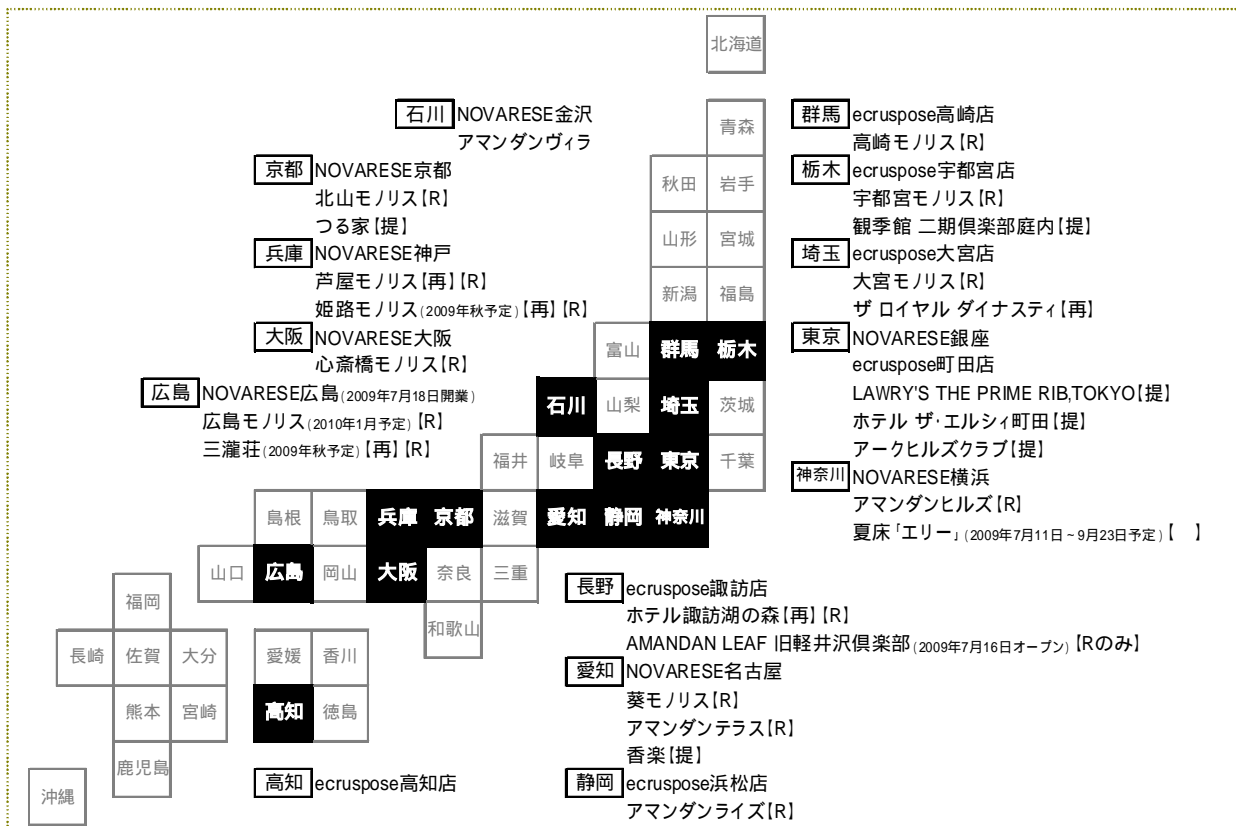 北海道
石川 NOVARESE金沢
アマンダンヴィラ
京都 NOVARESE京都
北山モノリス【R】
つる家【提】
兵庫 NOVARESE神戸
芦屋モノリス【再】【R】
姫路モノリス(2009年秋予定)【再】【R】
大阪 NOVARESE大阪
心斎橋モノリス【R】
広島 NOVARESE広島(2009年7月18日開業)
広島モノリス(2010年1月予定)【R】
三瀧荘(2009年秋予定)【再】【R】
群馬 ecruspose高崎店
高崎モノリス【R】
栃木 ecruspose宇都宮店
宇都宮モノリス【R】
観季館 二期倶楽部庭内【提】
埼玉 ecruspose大宮店
大宮モノリス【R】
ザ ロイヤル ダイナスティ【再】
東京 NOVARESE銀座
ecruspose町田店
LAWRY'S THE PRIME RIB,TOKYO【提】
ホテル ザ・エルシィ町田【提】
アークヒルズクラブ【提】
神奈川 NOVARESE横浜
アマンダンヒルズ【R】
夏床「エリー」(2009年7月11日~9月23日予定)【 】
青森
秋田 岩手
山形 宮城
新潟 福島
富山 群馬 栃木
石川 山梨 埼玉 茨城
福井 岐阜 長野 東京 千葉
島根 鳥取 兵庫 京都 滋賀 愛知 静岡 神奈川
山口 広島 岡山 大阪 奈良 三重
和歌山
福岡
長崎 佐賀 大分 愛媛 香川
熊本 宮崎 高知 徳島
鹿児島
沖縄
長野 ecruspose諏訪店
ホテル諏訪湖の森【再】【R】
AMANDAN LEAF 旧軽井沢倶楽部(2009年7月16日オープン)【Rのみ】
愛知 NOVARESE名古屋
葵モノリス【R】
アマンダンテラス【R】
香楽【提】
高知 ecruspose高知店
静岡 ecruspose浜松店
アマンダンライズ【R】